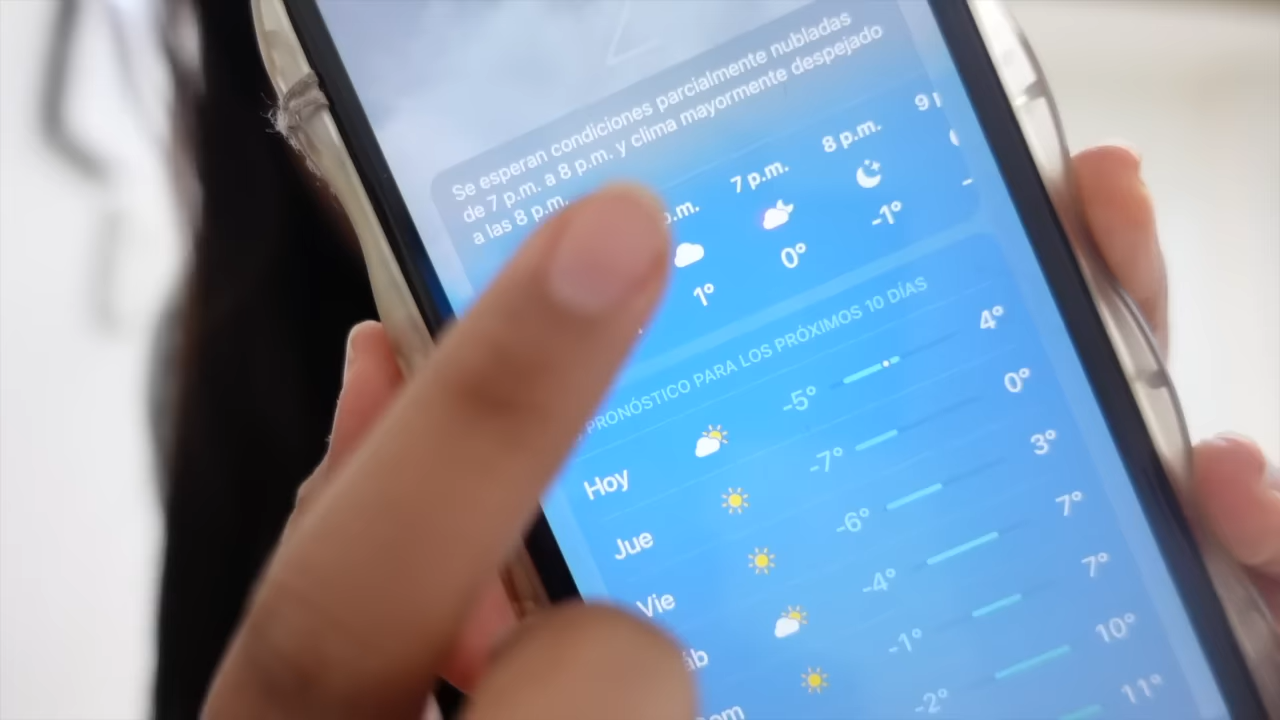 Se esperan condiciones parcialmente nubladas
de 7 p.m. a 8 p.m. y clima mayormente despejado
a las 8 p.m.
p.m. 7 p.m. 8 p.m. 9
1° 0° -1°
PRONÓSTICO PARA LOS PRÓXIMOS 10 DÍAS
Hoy -5° 4°
Jue -7° 0°
Vie -6° 3°
-4° 7°
-1° 7°
-2° 10°
11°